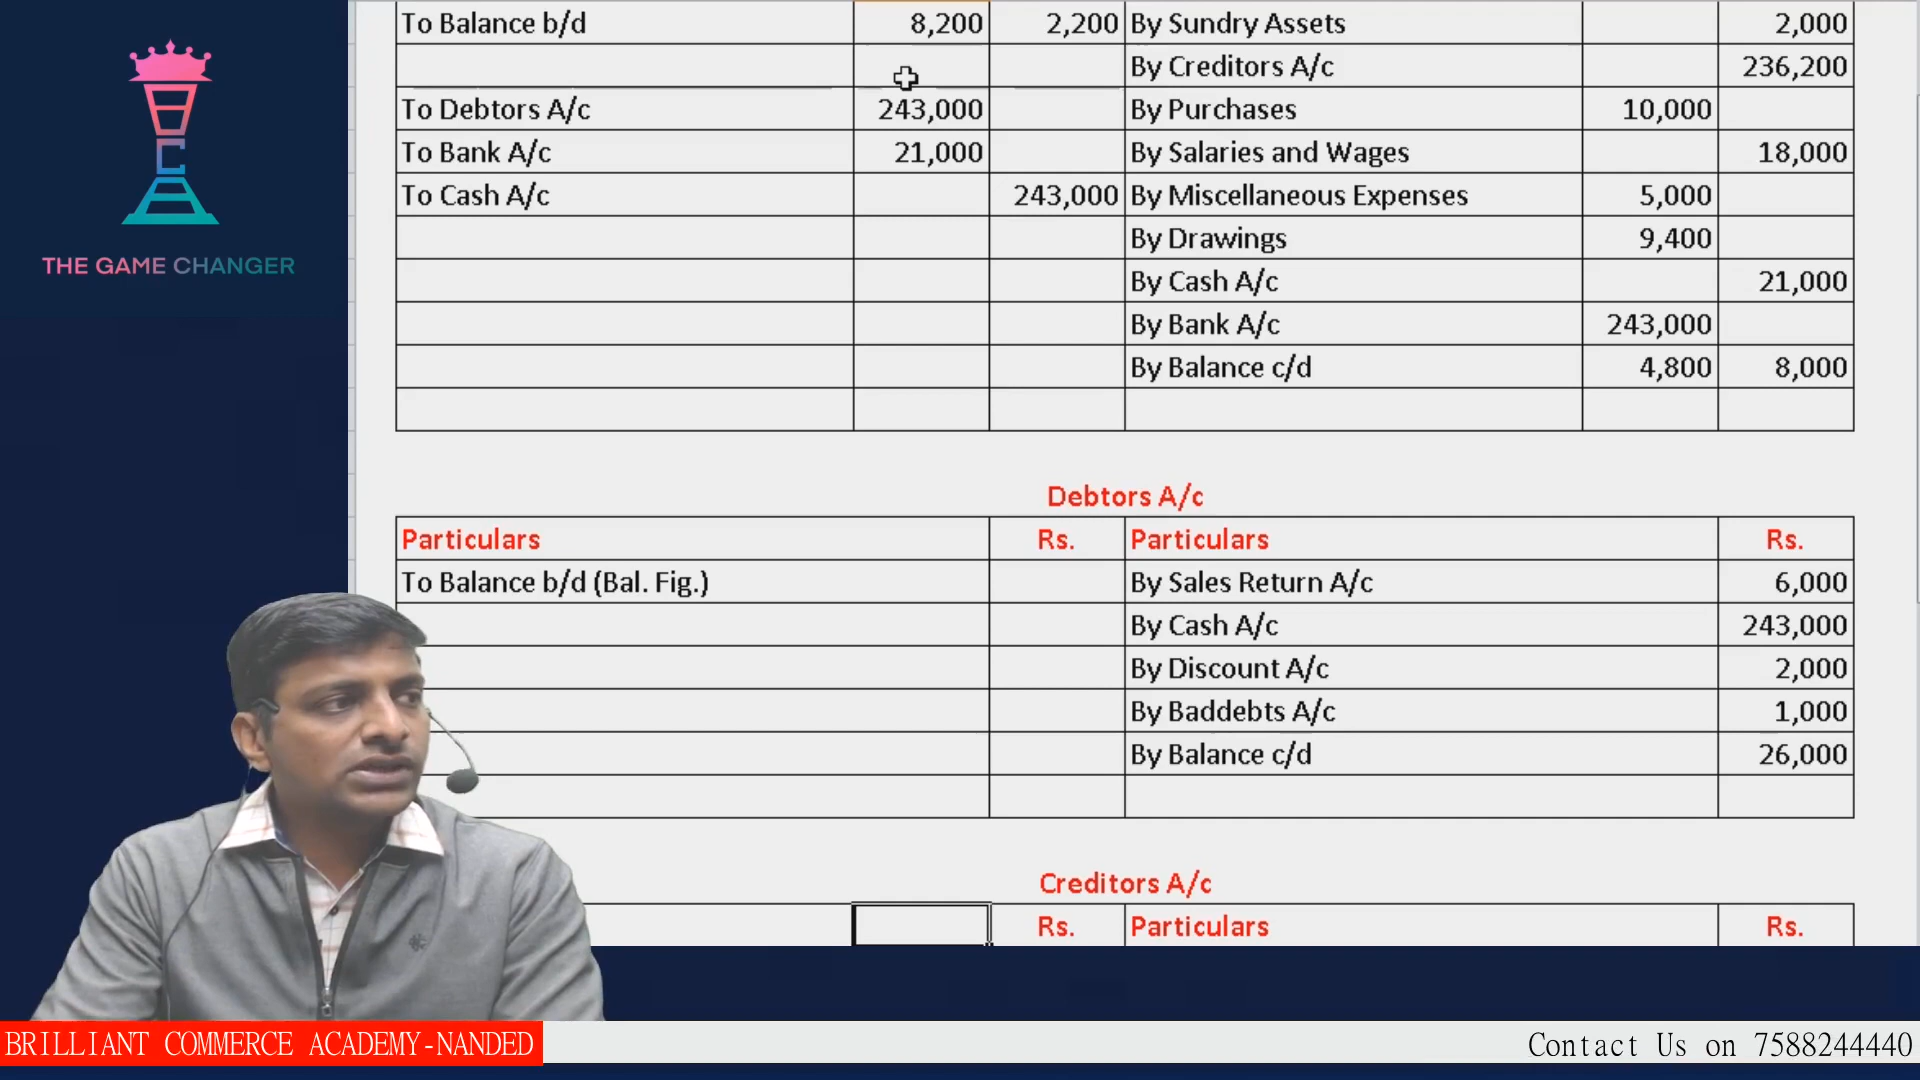 To Balance b/d 8,200 2,200 By Sundry Assets 2,000
By Creditors A/c 236,200
To Debtors A/c 243,000 By Purchases 10,000
To Bank A/c 21,000 By Salaries and Wages 18,000
To Cash A/c 243,000 By Miscellaneous Expenses 5,000
By Drawings 9,400
By Cash A/c 21,000
By Bank A/c 243,000
By Balance c/d 4,800 8,000
THE GAME CHANGER
Debtors A/c
Particulars Rs. Particulars Rs.
To Balance b/d (Bal. Fig.) By Sales Return A/c 6,000
By Cash A/c 243,000
By Discount A/c 2,000
By Baddebts A/c 1,000
By Balance c/d 26,000
Creditors A/c
Rs. Particulars Rs.
BRILLIANT COMMERCE ACADEMY-NANDED
Contact Us on 7588244440